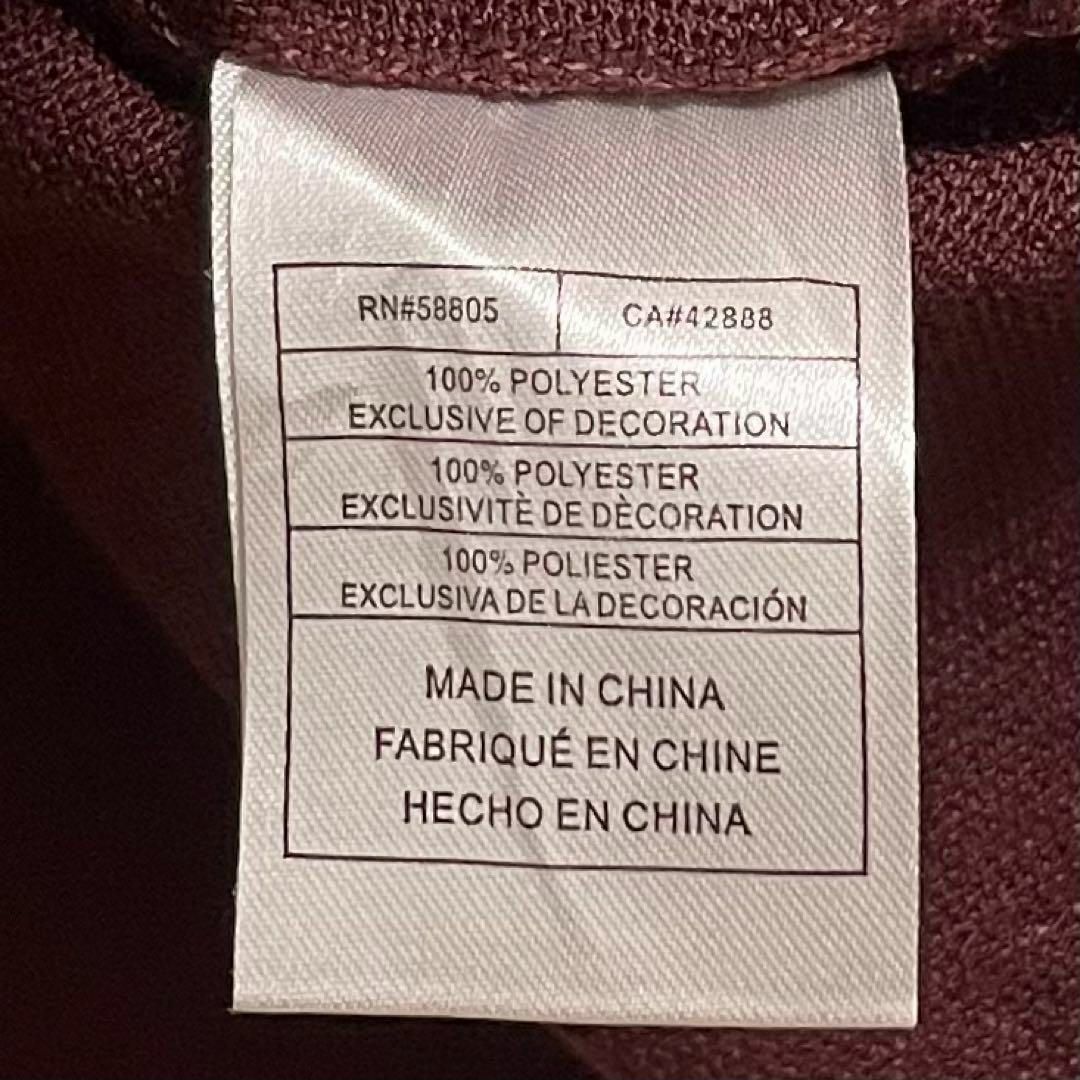 RN#58805 CA#42888
100% POLYESTER
EXCLUSIVE OF DECORATION
100% POLYESTER
EXCLUSIVITÈ DE DÈCORATION
100% POLIESTER
EXCLUSIVA DE LA DECORACIÓN
MADE IN CHINA
FABRIQUÉ EN CHINE
HECHO EN CHINA